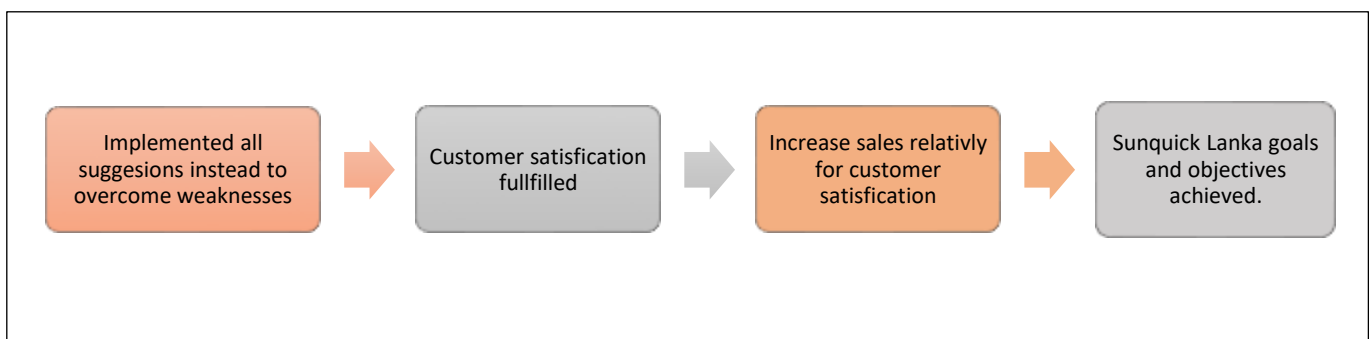 Implemented all
suggesions instead to
overcome weaknesses
Customer satisfication
fullfilled
Increase sales relativly
for customer
satisfication
Sunquick Lanka goals
and objectives
achieved.